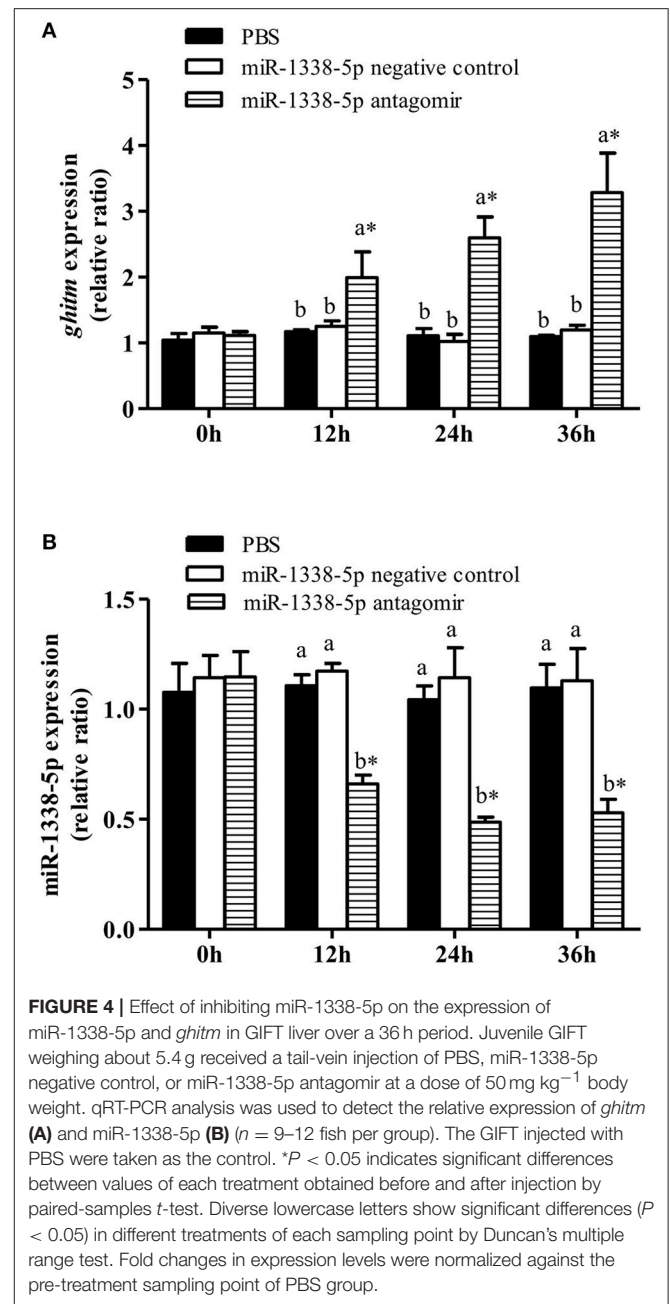 A
PBS
miR-1338-5p negative control
miR-1338-5p antagomir
ghitm expression
(relative ratio)
5
4
3
2
1
0
b b a*
b b a*
b b a*
0h 12h 24h 36h
B
PBS
miR-1338-5p negative control
miR-1338-5p antagomir
miR-1338-5p expression
(relative ratio)
1.5
1.0
0.5
0.0
a a b*
a a b*
a a b*
0h 12h 24h 36h
FIGURE 4 | Effect of inhibiting miR-1338-5p on the expression of
miR-1338-5p and ghitm in GIFT liver over a 36 h period. Juvenile GIFT
weighing about 5.4 g received a tail-vein injection of PBS, miR-1338-5p
negative control, or miR-1338-5p antagomir at a dose of 50 mg kg⁻¹ body
weight. qRT-PCR analysis was used to detect the relative expression of ghitm
(A) and miR-1338-5p (B) (n = 9–12 fish per group). The GIFT injected with
PBS were taken as the control. *P < 0.05 indicates significant differences
between values of each treatment obtained before and after injection by
paired-samples t-test. Diverse lowercase letters show significant differences (P
< 0.05) in different treatments of each sampling point by Duncan's multiple
range test. Fold changes in expression levels were normalized against the
pre-treatment sampling point of PBS group.